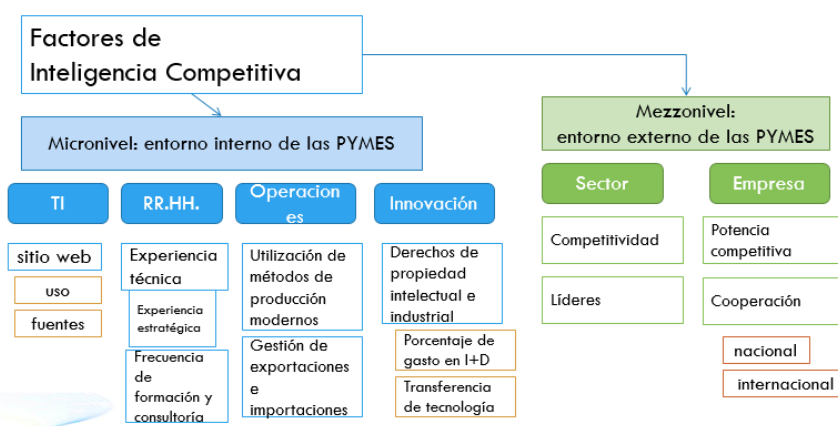 Factores de
Inteligencia Competitiva
Micronivel: entorno interno de las PYMES
Mezzonivel:
entorno externo de las PYMES
TI
RR.HH.
Operacion
es
Innovación
Sector
Empresa
sitio web
uso
fuentes
Experiencia
técnica
Experiencia
estratégica
Frecuencia
de
formación y
consultoría
Utilización de
métodos de
producción
modernos
Gestión de
exportaciones
e
importaciones
Derechos de
propiedad
intelectual e
industrial
Porcentaje de
gasto en I+D
Transferencia
de tecnología
Competitividad
Líderes
Potencia
competitiva
Cooperación
nacional
internacional